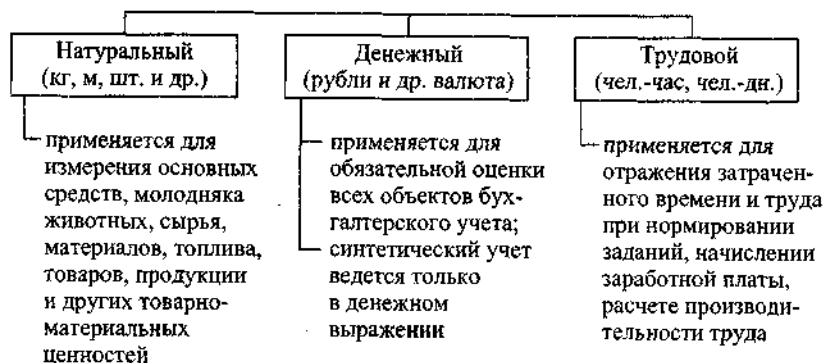 Натуральный
(кг, м, шт. и др.)
применяется для
измерения основных
средств, молодняка
животных, сырья,
материалов, топлива,
товаров, продукции
и других товарно-
материальных
ценностей
Денежный
(рубли и др. валюта)
применяется для
обязательной оценки
всех объектов бух-
галтерского учета;
синтетический учет
ведется только
в денежном
выражении
Трудовой
(чел.-час, чел.-дн.)
применяется для
отражения затрачен-
ного времени и труда
при нормировании
заданий, начислении
заработной платы,
расчете производи-
тельности труда